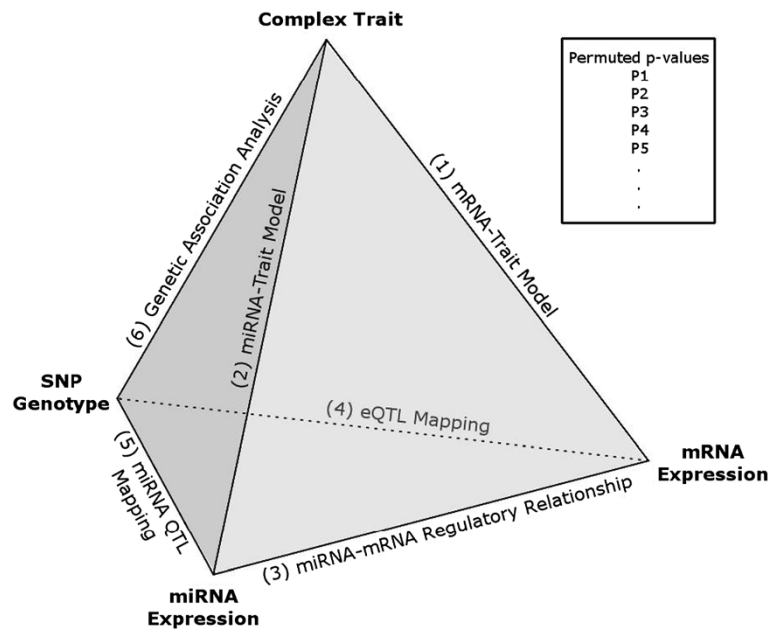 Complex Trait
Permuted p-values
P1
P2
P3
P4
P5
.
.
.
(6) Genetic Association Analysis
(2) miRNA-Trait Model
(1) mRNA-Trait Model
SNP
Genotype
(4) eQTL Mapping
mRNA
Expression
(5) miRNA QTL
Mapping
(3) miRNA-mRNA Regulatory Relationship
miRNA
Expression